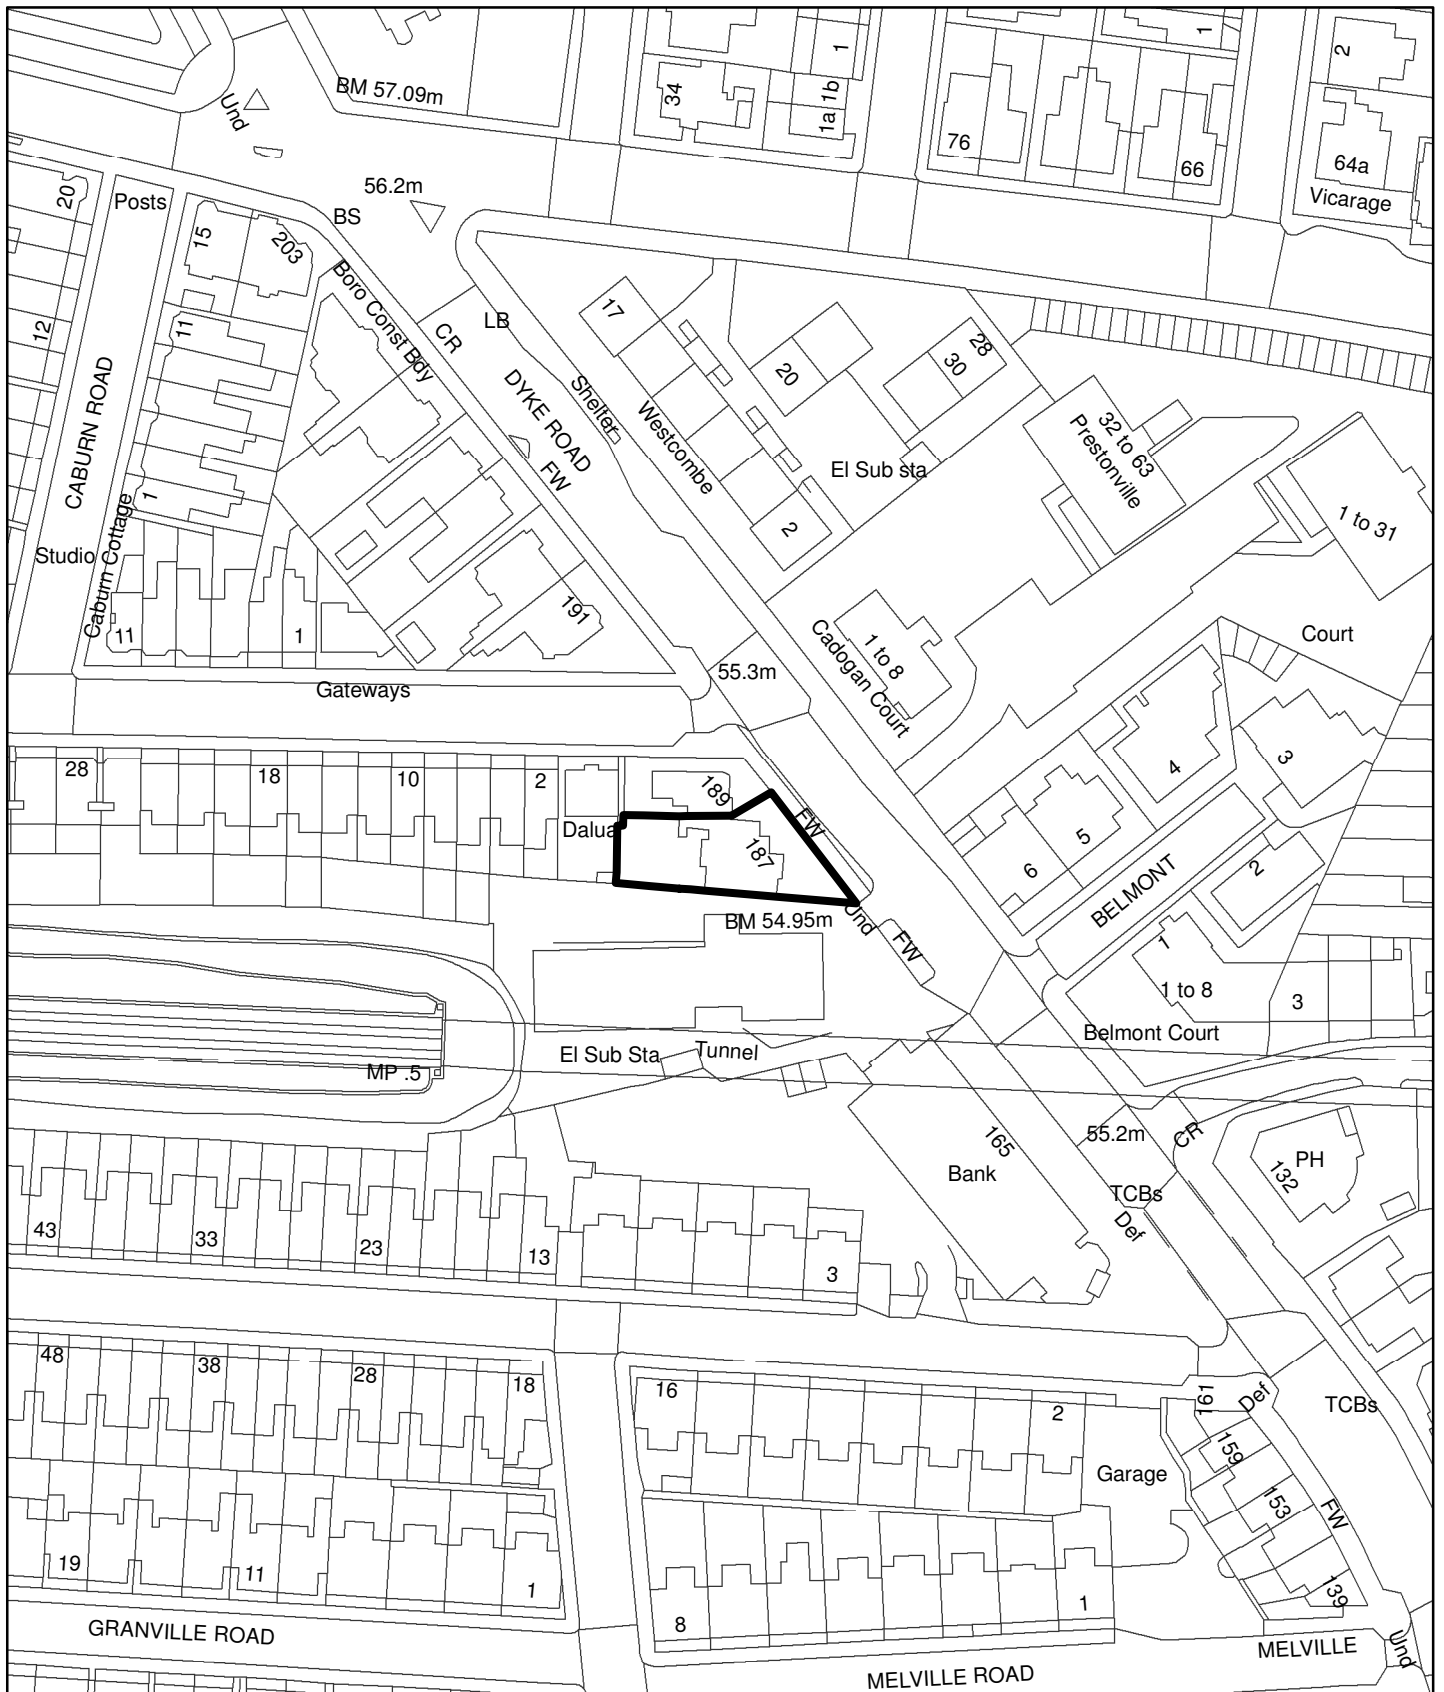 1
2
34
1b
1a
1
BM 57.09m
Und
76
66
64a
Vicarage
56.2m
BS
20
Posts
15
203
Boro Const Bdy
CR
LB
17
12
11
CABURN ROAD
DYKE ROAD
FW
Shelter
Westcombe
20
28
30
El Sub sta
32 to 63
Prestonville
1 to 31
2
1
Studio
Caburn Cottage
11
1
191
Cadogan Court
1 to 8
Court
55.3m
Gateways
28
18
10
2
189
FW
Dalua
187
4
3
5
6
2
BELMONT
BM 54.95m
Und
FW
1
1 to 8
3
Belmont Court
El Sub Sta
Tunnel
MP .5
165
Bank
55.2m
CR
PH
132
TCBs
Def
43
33
23
13
3
48
38
28
18
16
2
161
Def
TCBs
159
Garage
153
FW
19
11
1
8
1
139
GRANVILLE ROAD
MELVILLE ROAD
MELVILLE
Und